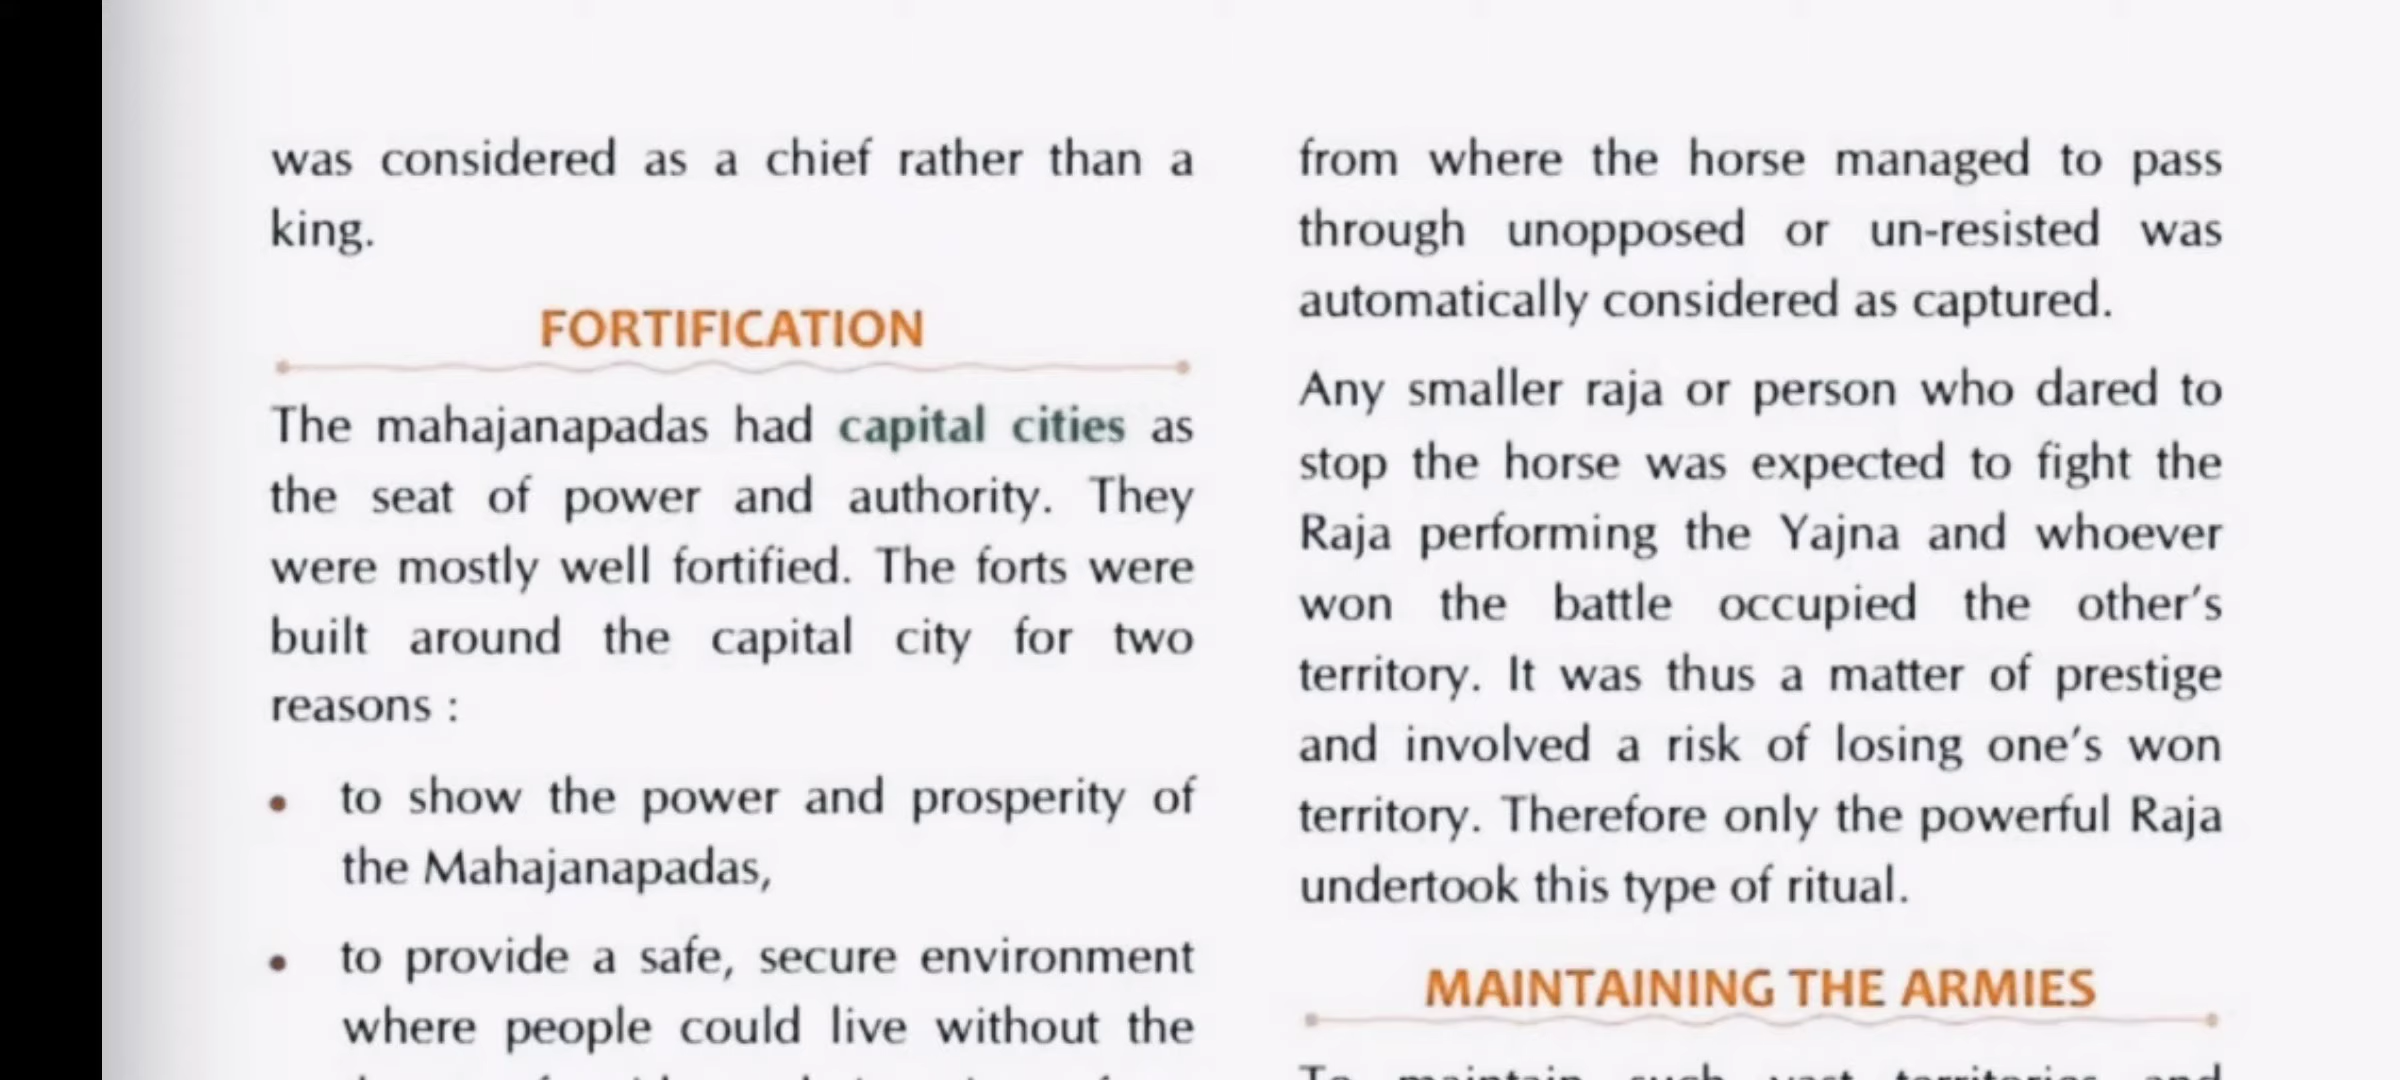 was considered as a chief rather than a
king.
FORTIFICATION
The mahajanapadas had capital cities as
the seat of power and authority. They
were mostly well fortified. The forts were
built around the capital city for two
reasons :
• to show the power and prosperity of
the Mahajanapadas,
• to provide a safe, secure environment
where people could live without the
from where the horse managed to pass
through unopposed or un-resisted was
automatically considered as captured.
Any smaller raja or person who dared to
stop the horse was expected to fight the
Raja performing the Yajna and whoever
won the battle occupied the other's
territory. It was thus a matter of prestige
and involved a risk of losing one's won
territory. Therefore only the powerful Raja
undertook this type of ritual.
MAINTAINING THE ARMIES
To maintain such vast territories and